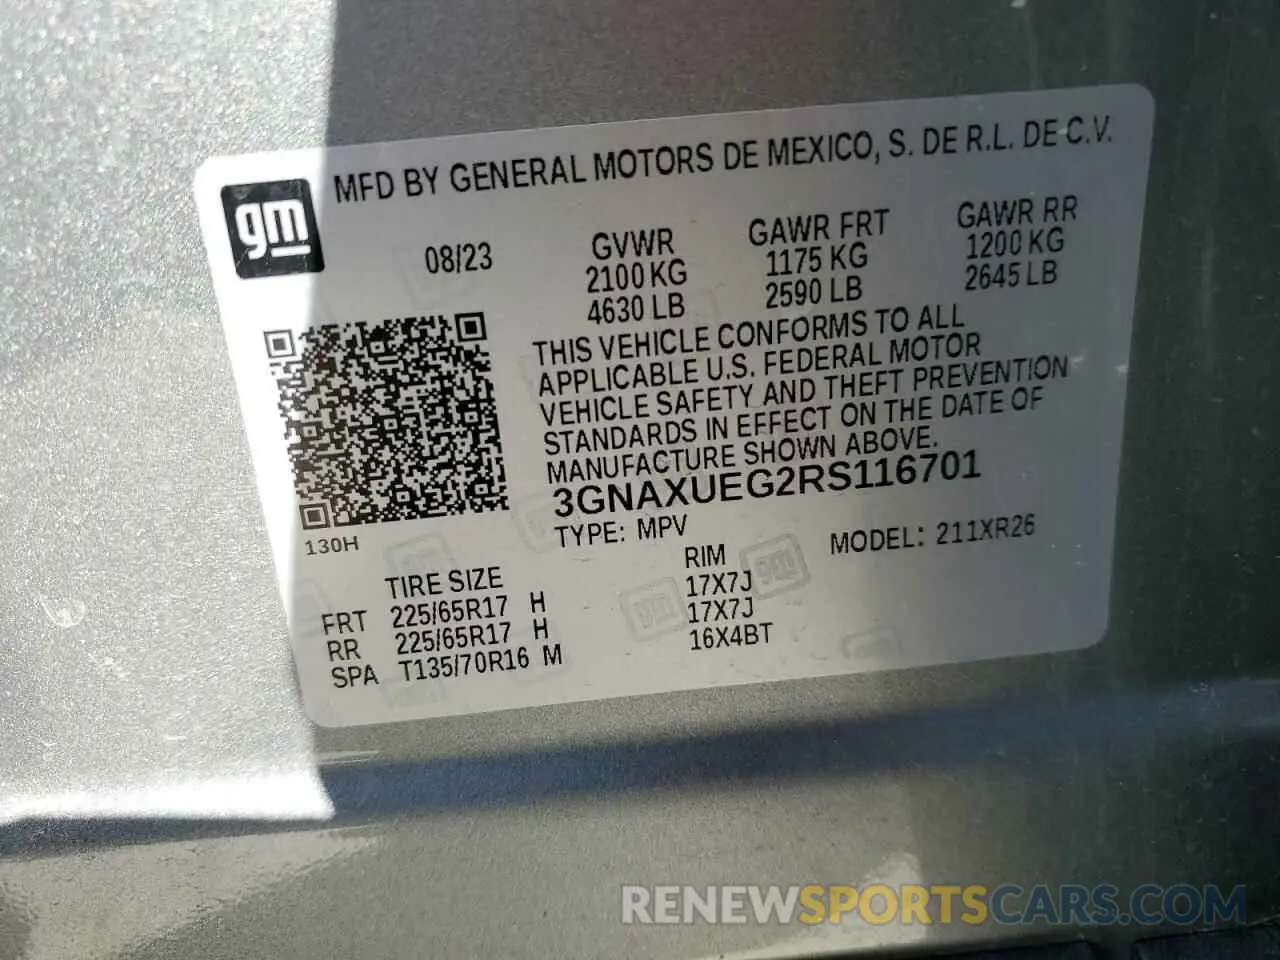 MFD BY GENERAL MOTORS DE MEXICO, S. DE R.L. DE C.V.
gm
08/23
GVWR
2100 KG
4630 LB
GAWR FRT
1175 KG
2590 LB
GAWR RR
1200 KG
2645 LB
THIS VEHICLE CONFORMS TO ALL
APPLICABLE U.S. FEDERAL MOTOR
VEHICLE SAFETY AND THEFT PREVENTION
STANDARDS IN EFFECT ON THE DATE OF
MANUFACTURE SHOWN ABOVE.
3GNAXUEG2RS116701
TYPE: MPV
MODEL: 211XR26
130H
TIRE SIZE
RIM
FRT 225/65R17 H 17X7J
RR 225/65R17 H 17X7J
SPA T135/70R16 M 16X4BT
gm
gm
RENEWSPORTSCARS.COM